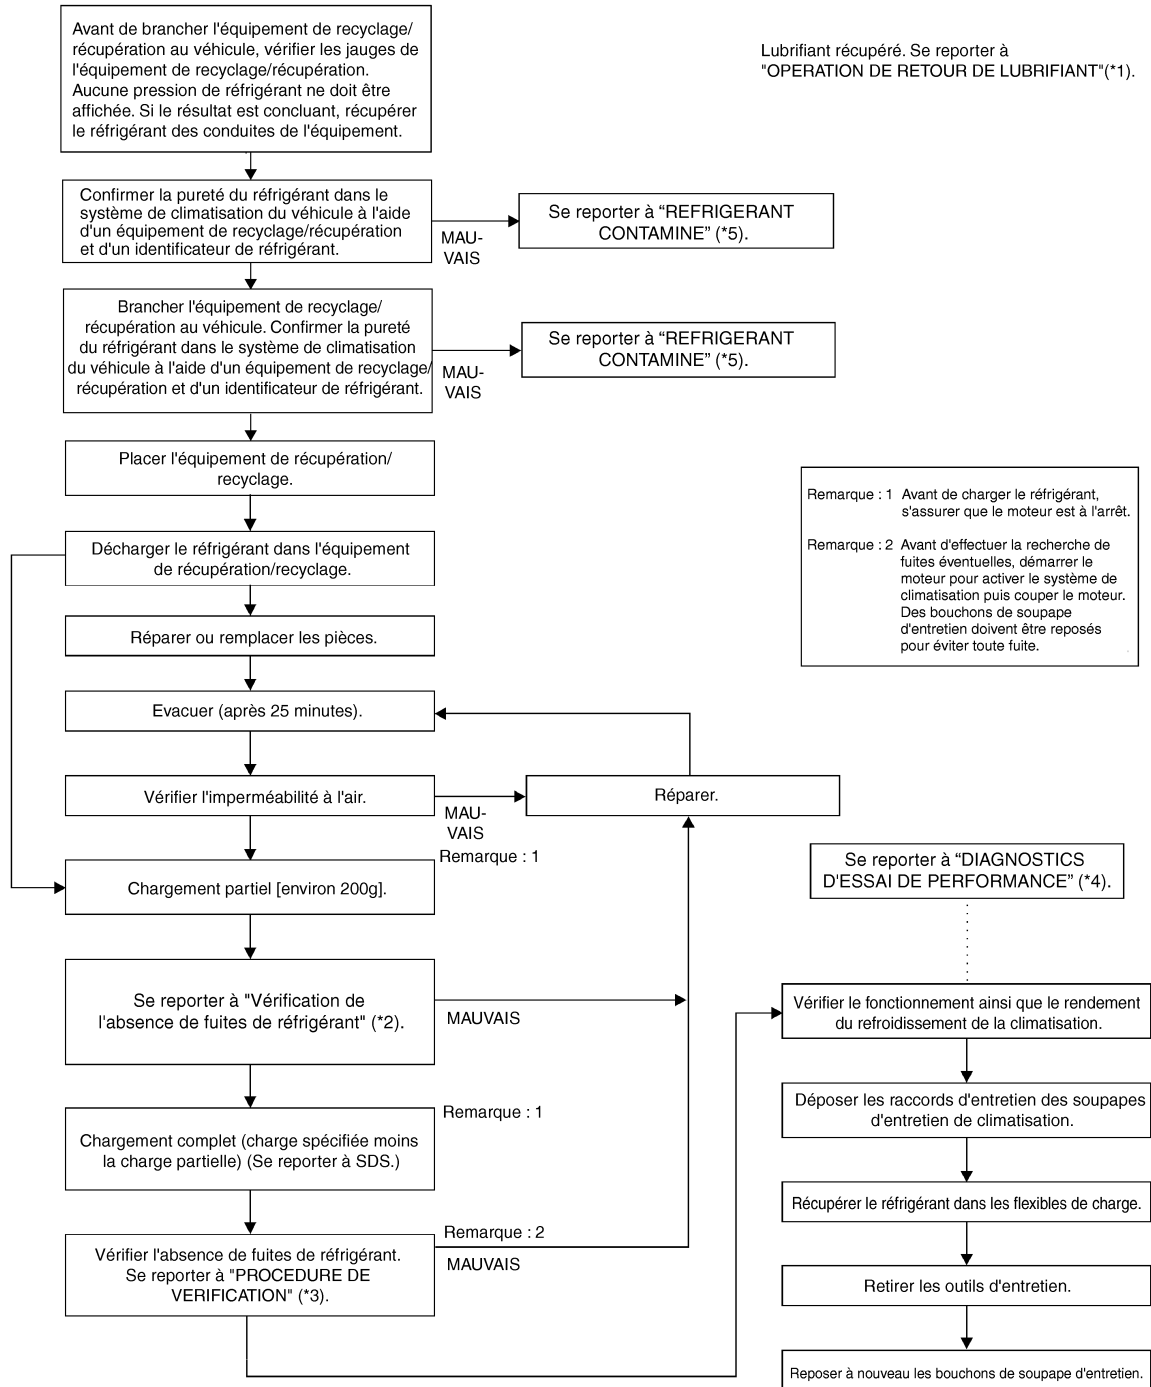 Avant de brancher l'équipement de recyclage/
récupération au véhicule, vérifier les jauges de
l'équipement de recyclage/récupération.
Aucune pression de réfrigérant ne doit être
affichée. Si le résultat est concluant, récupérer
le réfrigérant des conduites de l'équipement.
Lubrifiant récupéré. Se reporter à
"OPERATION DE RETOUR DE LUBRIFIANT"(*1).
Confirmer la pureté du réfrigérant dans le
système de climatisation du véhicule à l'aide
d'un équipement de recyclage/récupération
et d'un identificateur de réfrigérant.
MAU-
VAIS
Se reporter à “REFRIGERANT
CONTAMINE” (*5).
Brancher l'équipement de recyclage/
récupération au véhicule. Confirmer la pureté
du réfrigérant dans le système de climatisation
du véhicule à l'aide d'un équipement de recyclage/
récupération et d'un identificateur de réfrigérant.
MAU-
VAIS
Se reporter à “REFRIGERANT
CONTAMINE” (*5).
Placer l'équipement de récupération/
recyclage.
Décharger le réfrigérant dans l'équipement
de récupération/recyclage.
Remarque : 1 Avant de charger le réfrigérant,
s'assurer que le moteur est à l'arrêt.
Remarque : 2 Avant d'effectuer la recherche de
fuites éventuelles, démarrer le
moteur pour activer le système de
climatisation puis couper le moteur.
Des bouchons de soupape
d'entretien doivent être reposés
pour éviter toute fuite.
Réparer ou remplacer les pièces.
Evacuer (après 25 minutes).
Vérifier l'imperméabilité à l'air.
MAU-
VAIS
Réparer.
Remarque : 1
Chargement partiel [environ 200g].
Se reporter à "Vérification de
l'absence de fuites de réfrigérant" (*2).
MAUVAIS
Remarque : 1
Chargement complet (charge spécifiée moins
la charge partielle) (Se reporter à SDS.)
Remarque : 2
Vérifier l'absence de fuites de réfrigérant.
Se reporter à "PROCEDURE DE
VERIFICATION" (*3).
MAUVAIS
Se reporter à “DIAGNOSTICS
D'ESSAI DE PERFORMANCE” (*4).
Vérifier le fonctionnement ainsi que le rendement
du refroidissement de la climatisation.
Déposer les raccords d'entretien des soupapes
d'entretien de climatisation.
Récupérer le réfrigérant dans les flexibles de charge.
Retirer les outils d'entretien.
Reposer à nouveau les bouchons de soupape d'entretien.